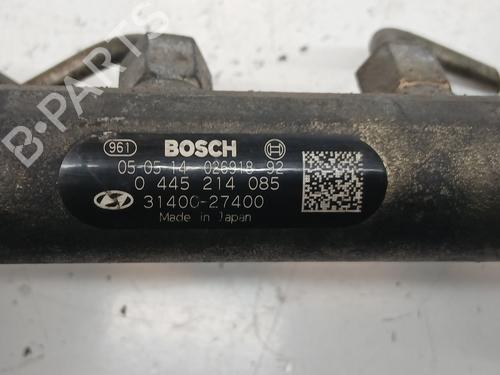 B-PARTS
961 BOSCH
05-05-14 026918 92
0 445 214 085
31400-27400
Made in Japan